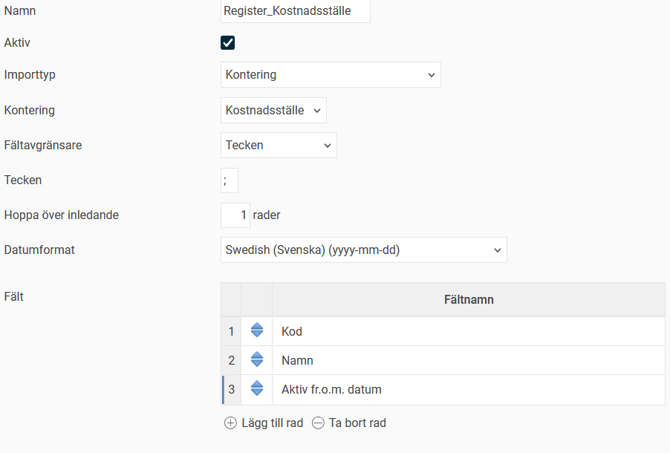 Namn Register_Kostnadsställe
Aktiv
Importtyp Kontering
Kontering Kostnadsställe
Fältavgränsare Tecken
Tecken ;
Hoppa över inledande 1 rader
Datumformat Swedish (Svenska) (yyyy-mm-dd)
Fält
Fältnamn
1 Kod
2 Namn
3 Aktiv fr.o.m. datum
Lägg till rad Ta bort rad